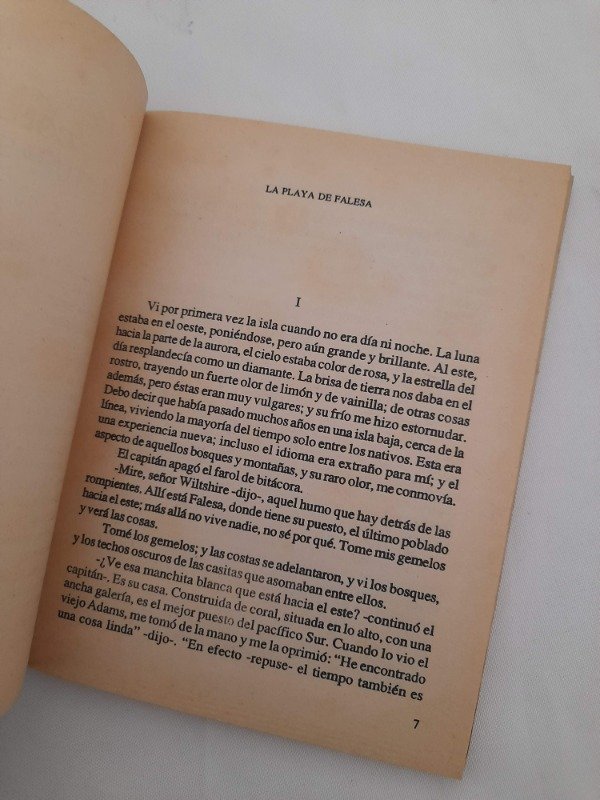 LA PLAYA DE FALESA
I
Vi por primera vez la isla cuando no era día ni noche. La luna
estaba en el oeste, poniéndose, pero aún grande y brillante. Al este,
hacia la parte de la aurora, el cielo estaba color de rosa, y la estrella del
día resplandecía como un diamante. La brisa de tierra nos daba en el
rostro, trayendo un fuerte olor de limón y de vainilla; de otras cosas
además, pero éstas eran muy vulgares; y su frío me hizo estornudar.
Debo decir que había pasado muchos años en una isla baja, cerca de la
línea, viviendo la mayoría del tiempo solo entre los nativos. Esta era
una experiencia nueva; incluso el idioma era extraño para mí; y el
aspecto de aquellos bosques y montañas, y su raro olor, me conmovía.
El capitán apagó el farol de bitácora.
-Mire, señor Wiltshire -dijo-, aquel humo que hay detrás de las
rompientes. Allí está Falesa, donde tiene su puesto, el último poblado
hacia el este; más allá no vive nadie, no sé por qué. Tome mis gemelos
y verá las cosas.
Tomé los gemelos; y las costas se adelantaron, y vi los bosques,
y los techos oscuros de las casitas que asomaban entre ellos.
-¿Ve esa manchita blanca que está hacia el este? -continuó el
capitán-. Es su casa. Construida de coral, situada en lo alto, con una
ancha galería, es el mejor puesto del pacífico Sur. Cuando lo vio el
viejo Adams, me tomó de la mano y me la oprimió: "He encontrado
una cosa linda" -dijo-. "En efecto -repuse- el tiempo también es
7